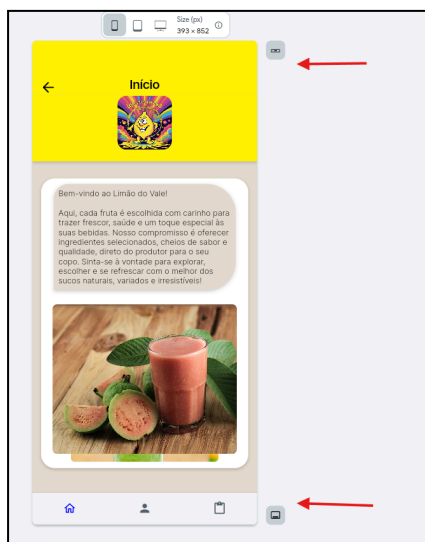 Size (px)
393 × 852
Início
Bem-vindo ao Limão do Vale!
Aqui, cada fruta é escolhida com carinho para
trazer frescor, saúde e um toque especial às
suas bebidas. Nosso compromisso é oferecer
ingredientes selecionados, cheios de sabor e
qualidade, direto do produtor para o seu
copo. Sinta-se à vontade para explorar,
escolher e se refrescar com o melhor dos
sucos naturais, variados e irresistíveis!